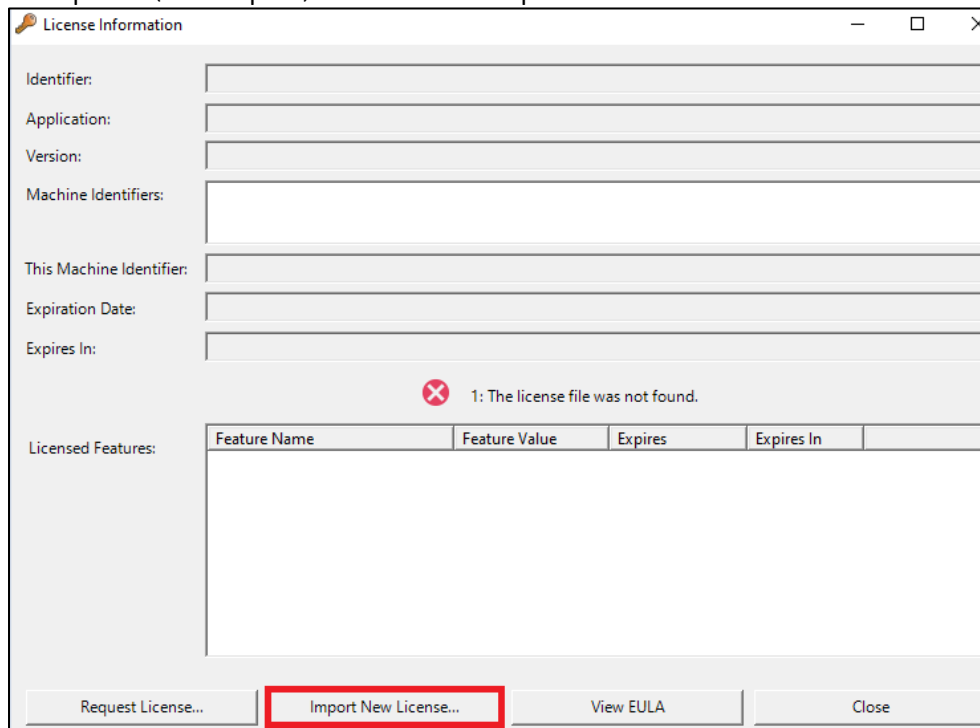 License Information
Identifier:
Application:
Version:
Machine Identifiers:
This Machine Identifier:
Expiration Date:
Expires In:
1: The license file was not found.
Licensed Features:
Feature Name Feature Value Expires Expires In
Request License... Import New License... View EULA Close